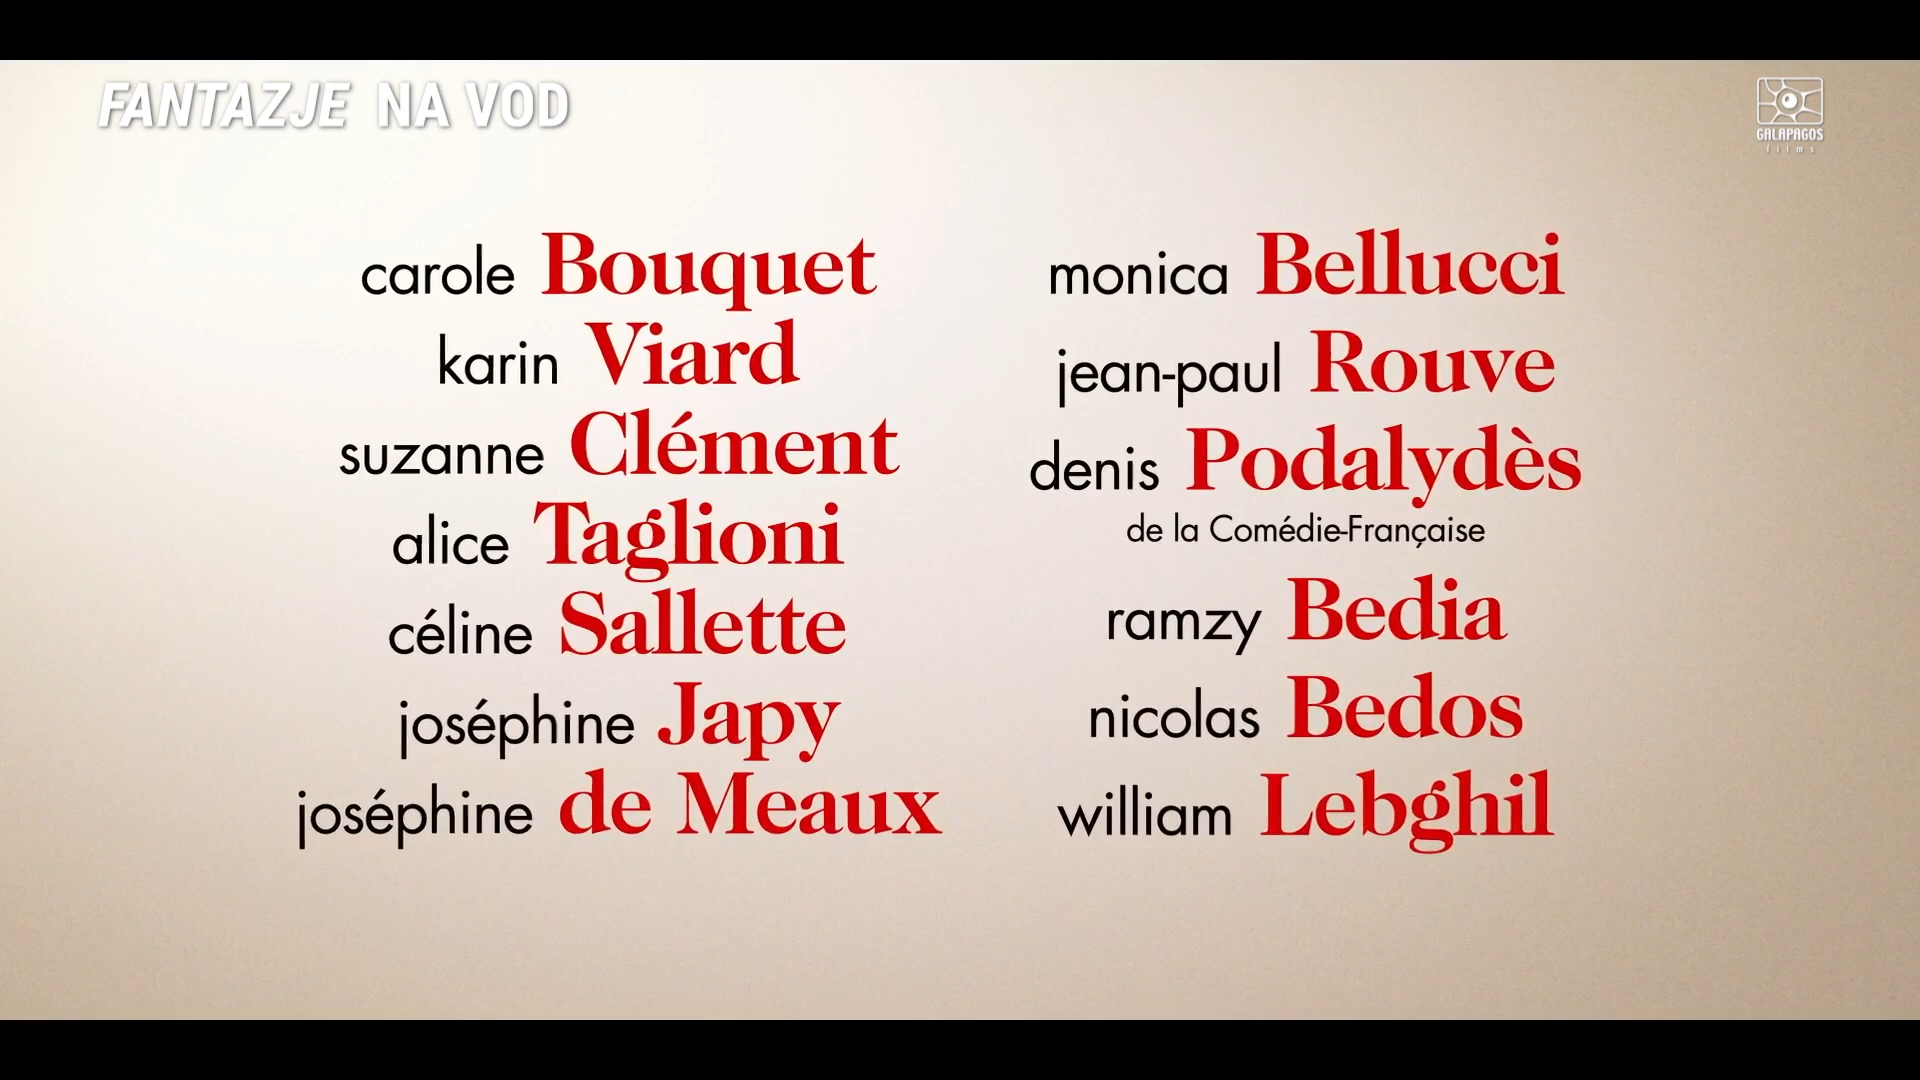 FANTAZJE NA VOD
GALAPAGOS
films
carole Bouquet
karin Viard
suzanne Clément
alice Taglioni
céline Sallette
joséphine Japy
joséphine de Meaux
monica Bellucci
jean-paul Rouve
denis Podalydès
de la Comédie-Française
ramzy Bedia
nicolas Bedos
william Lebghil